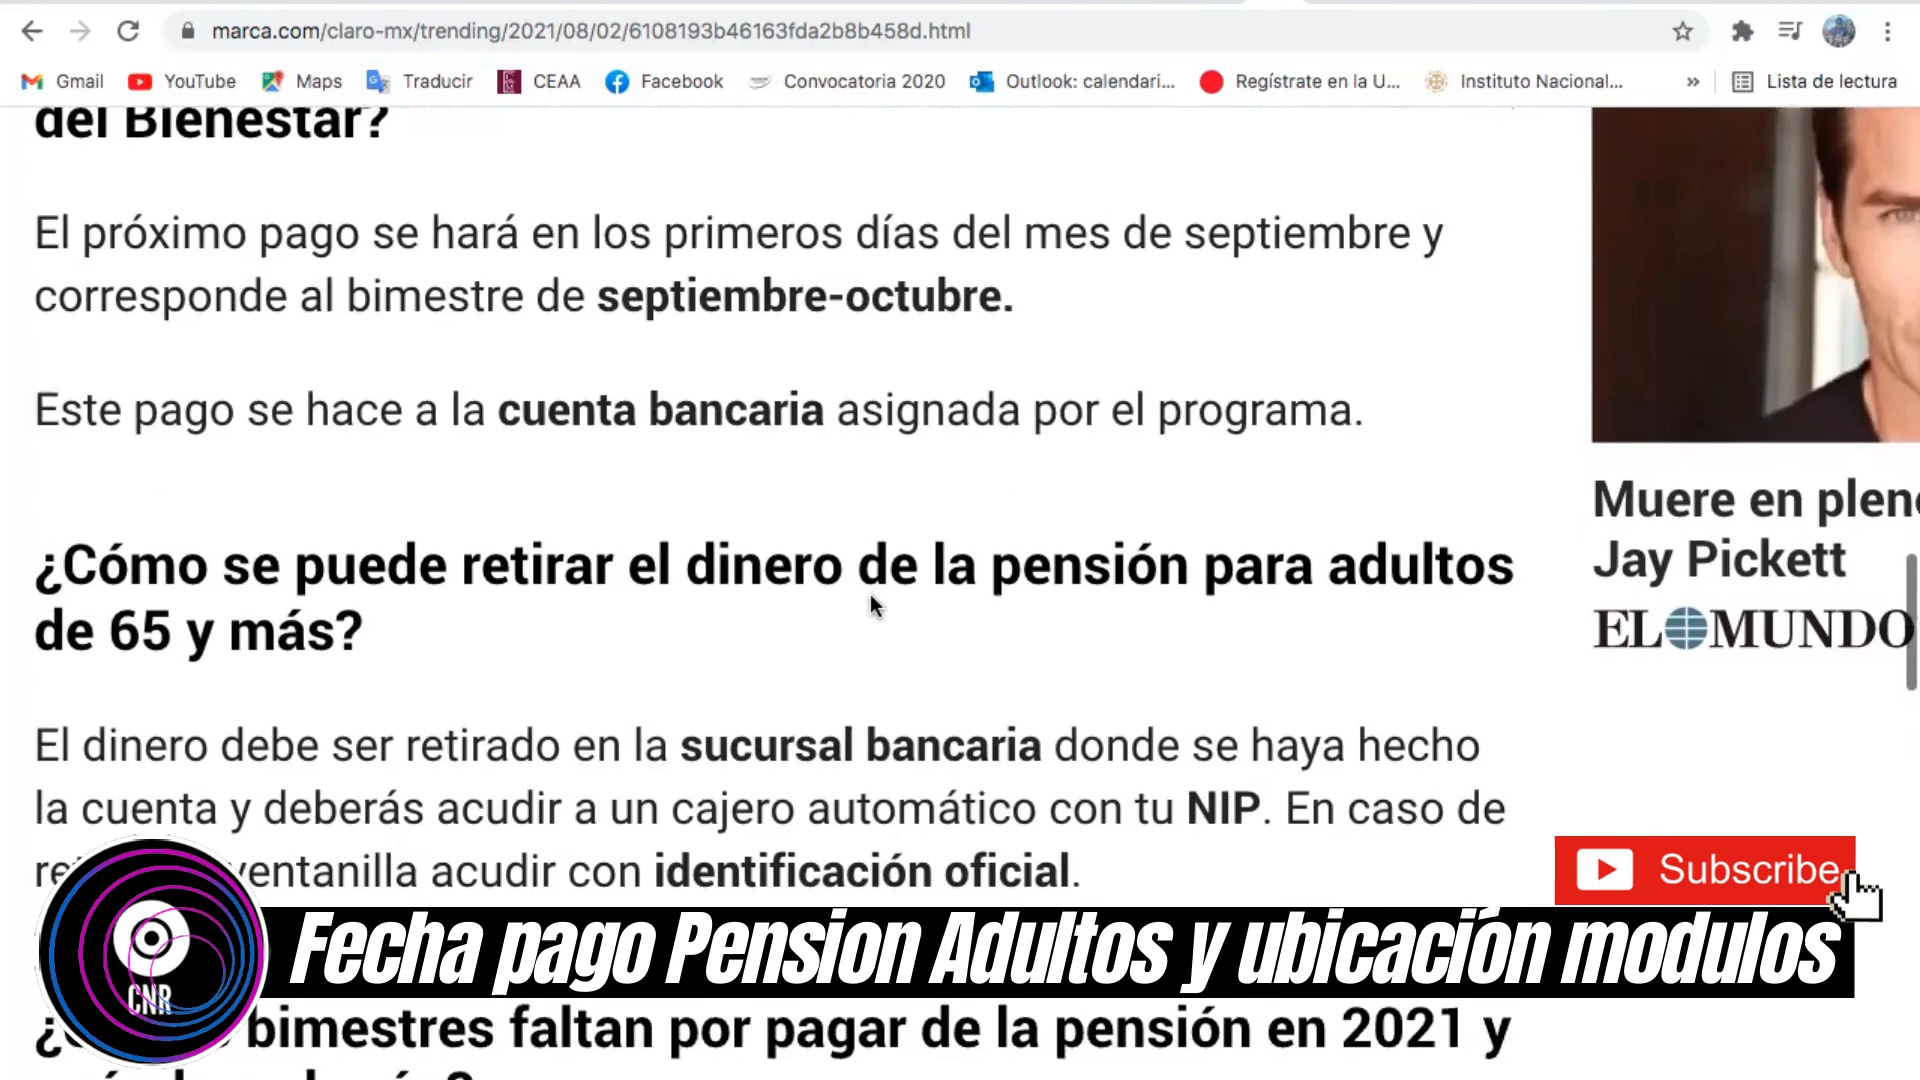 marca.com/claro-mx/trending/2021/08/02/6108193b46163fda2b8b458d.html
Gmail YouTube Maps Traducir CEAA Facebook Convocatoria 2020 Outlook: calendari... Regístrate en la U... Instituto Nacional... » Lista de lectura
del Bienestar?
El próximo pago se hará en los primeros días del mes de septiembre y
corresponde al bimestre de septiembre-octubre.
Este pago se hace a la cuenta bancaria asignada por el programa.
¿Cómo se puede retirar el dinero de la pensión para adultos
de 65 y más?
El dinero debe ser retirado en la sucursal bancaria donde se haya hecho
la cuenta y deberás acudir a un cajero automático con tu NIP. En caso de
ventanilla acudir con identificación oficial.
Muere en plen
Jay Pickett
EL MUNDO
Subscribe
CNR
Fecha pago Pension Adultos y ubicación modulos
bimestres faltan por pagar de la pensión en 2021 y